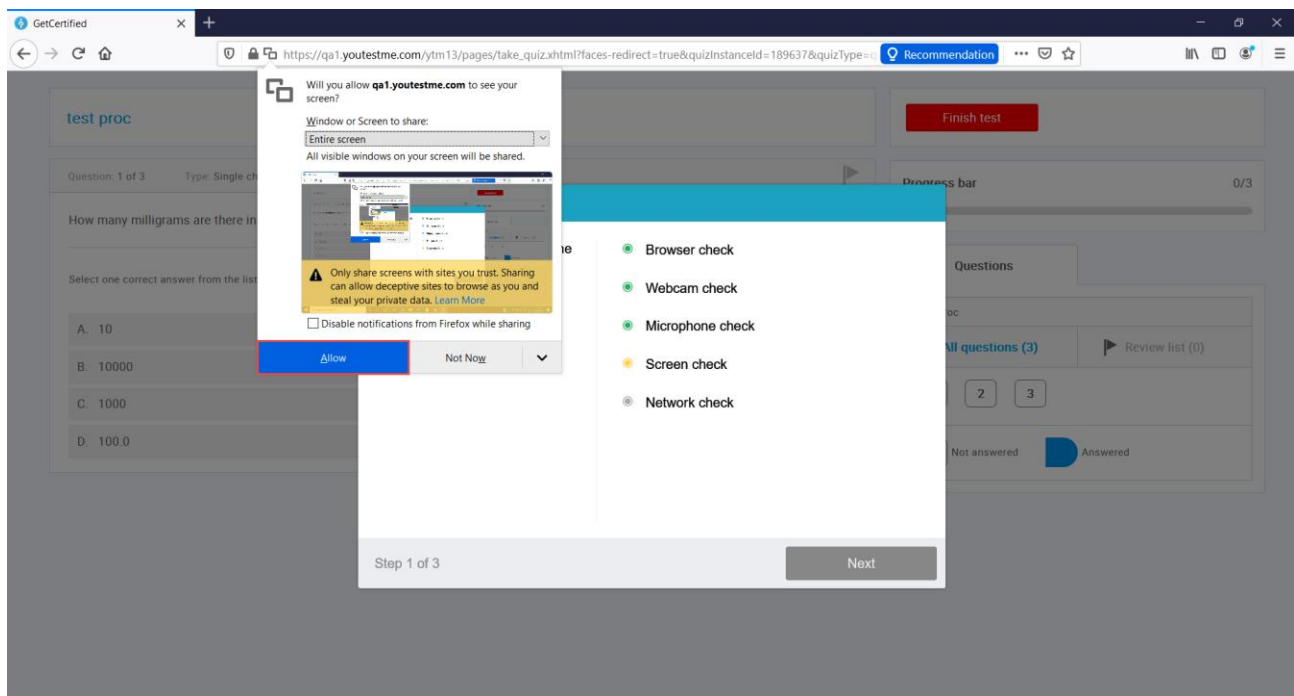 GetCertified
https://qa1.youtestme.com/ytm13/pages/take_quiz.xhtml?faces-redirect=true&quizInstanceId=189637&quizType=
Recommendation
Will you allow qa1.youtestme.com to see your
screen?
Window or Screen to share:
Entire screen
All visible windows on your screen will be shared.
Only share screens with sites you trust. Sharing
can allow deceptive sites to browse as you and
steal your private data. Learn More
Disable notifications from Firefox while sharing
Allow
Not Now
test proc
Finish test
Question: 1 of 3
Type: Single
How many milligrams are there in
Select one correct answer from the list
A. 10
B. 10000
C. 1000
D. 100.0
Browser check
Webcam check
Microphone check
Screen check
Network check
Step 1 of 3
Next
Progress bar
0/3
Questions
All questions (3)
Review list (0)
2
3
Not answered
Answered